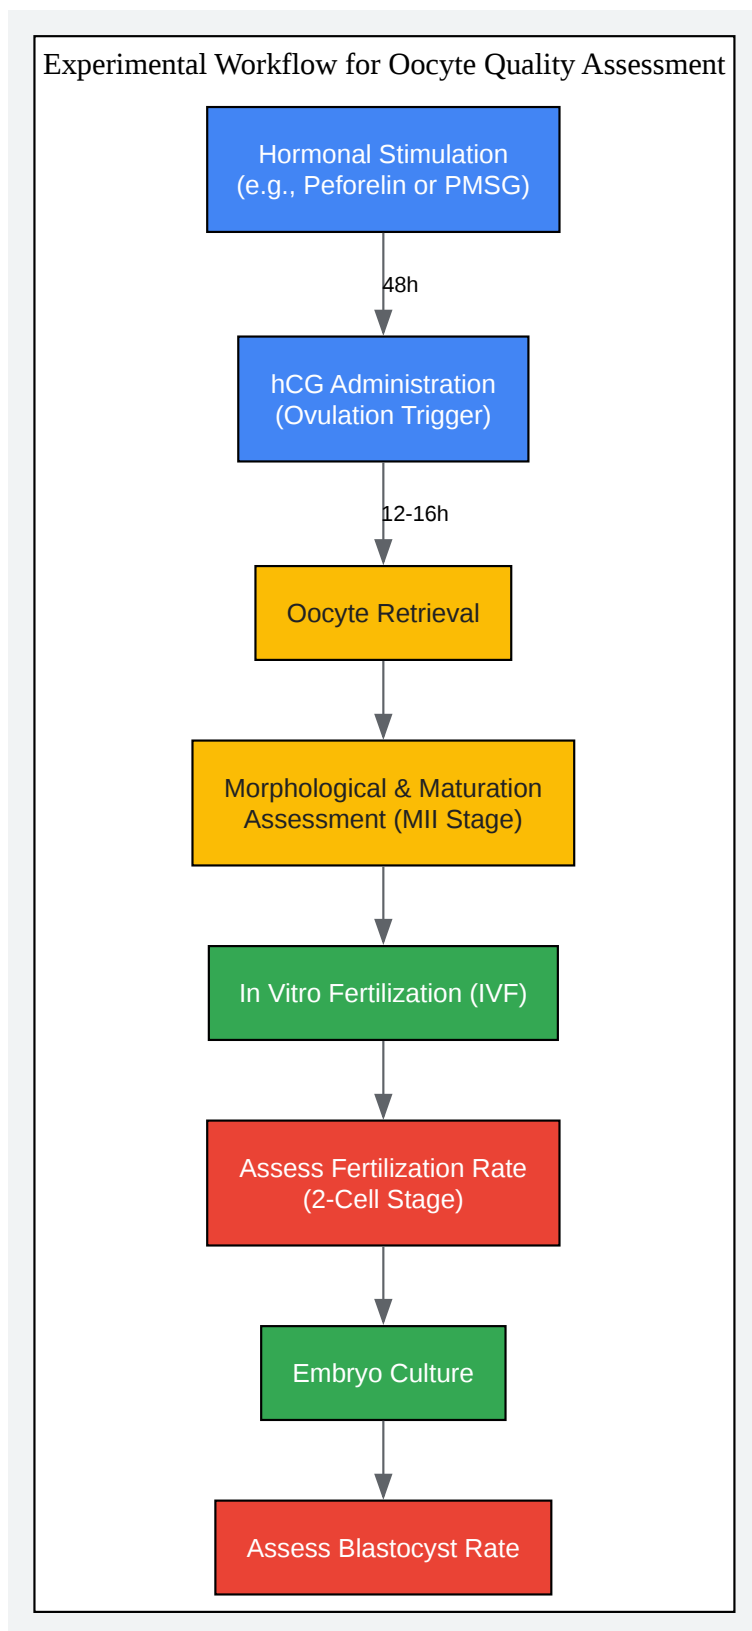 Experimental Workflow for Oocyte Quality Assessment
Hormonal Stimulation
(e.g., Peforelin or PMSG)
48h
hCG Administration
(Ovulation Trigger)
12-16h
Oocyte Retrieval
Morphological & Maturation
Assessment (MII Stage)
In Vitro Fertilization (IVF)
Assess Fertilization Rate
(2-Cell Stage)
Embryo Culture
Assess Blastocyst Rate